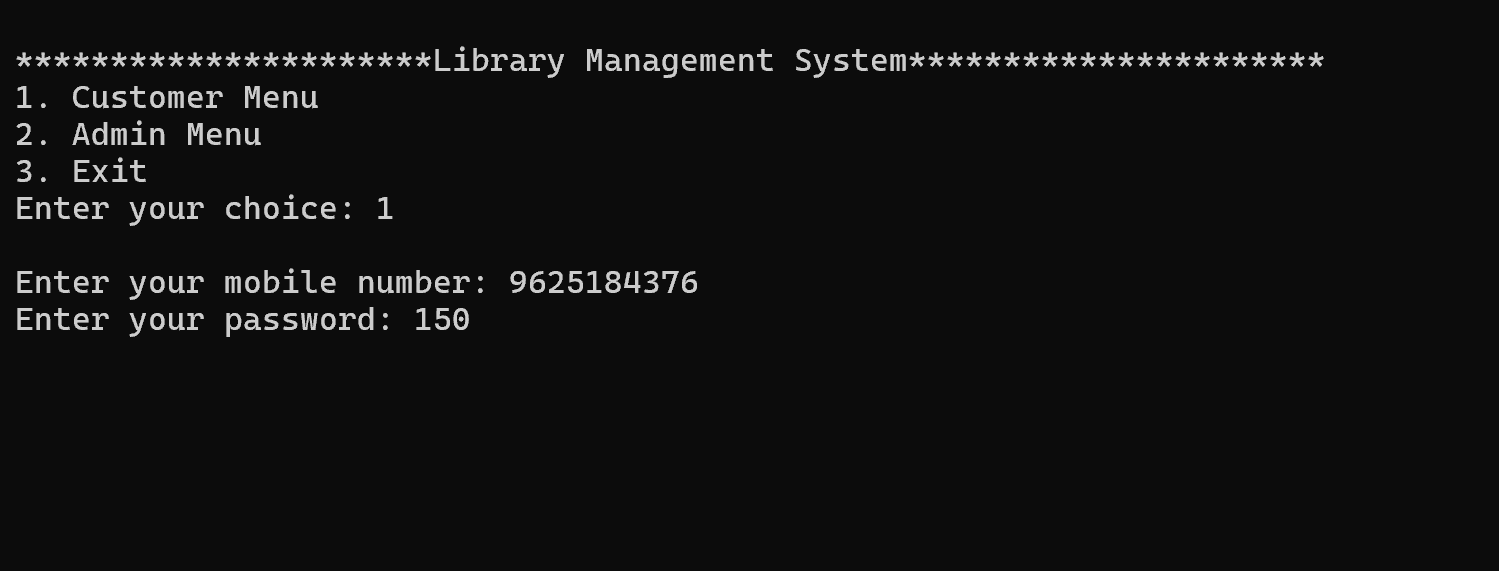 **********************Library Management System**********************
1. Customer Menu
2. Admin Menu
3. Exit
Enter your choice: 1
Enter your mobile number: 9625184376
Enter your password: 150